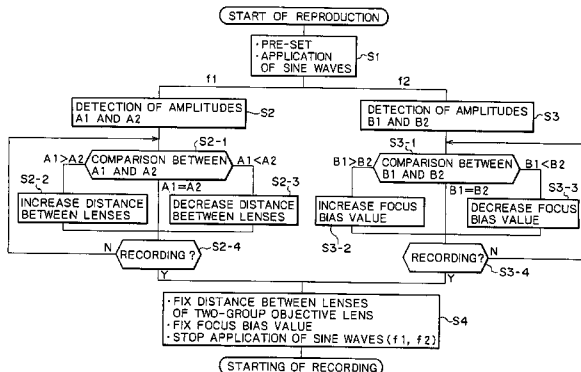 START OF REPRODUCTION
・PRE-SET
・APPLICATION
OF SINE WAVES
S1
f1
f2
DETECTION OF AMPLITUDES
A1 AND A2
S2
DETECTION OF AMPLITUDES
B1 AND B2
S3
S2-1
S3-1
A1>A2
COMPARISON BETWEEN
A1 AND A2
A1<A2
B1>B2
COMPARISON BETWEEN
B1 AND B2
B1<B2
S2-2
A1=A2
S2-3
B1=B2
S3-3
INCREASE DISTANCE
BETWEEN LENSES
DECREASE DISTANCE
BEETWEEN LENSES
INCREASE FOCUS
BIAS VALUE
DECREASE FOCUS
BIAS VALUE
S3-2
N
RECORDING?
S2-4
Y
RECORDING?
N
S3-4
Y
・FIX DISTANCE BETWEEN LENSES
OF TWO-GROUP OBJECTIVE LENS
・FIX FOCUS BIAS VALUE
・STOP APPLICATION OF SINE WAVES(f1, f2)
S4
STARTING OF RECORDING